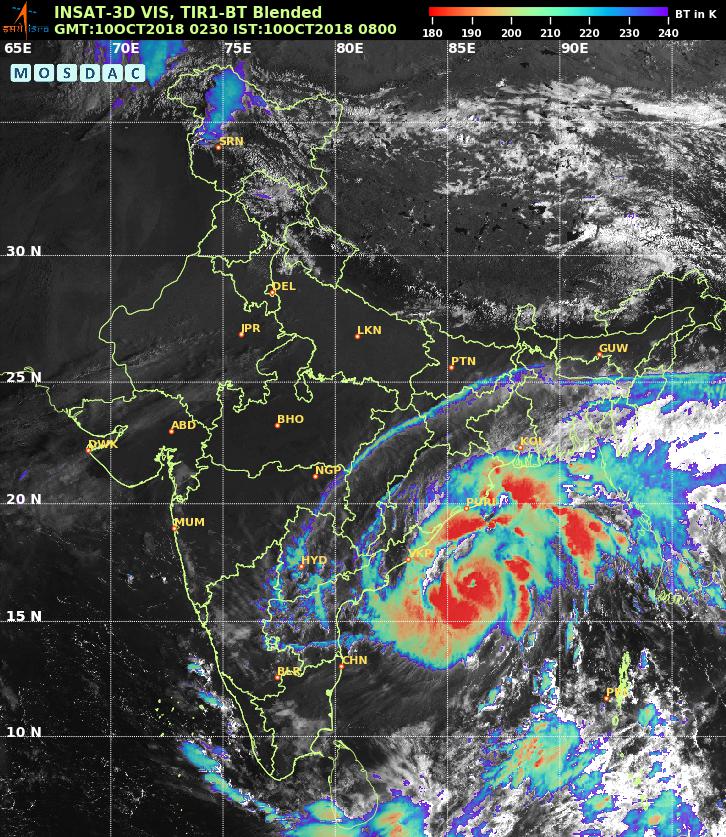 INSAT-3D VIS, TIR1-BT Blended
GMT:10OCT2018 0230 IST:10OCT2018 0800
BT in K
180 190 200 210 220 230 240
65E 70E 75E 80E 85E 90E
MOSDAC
SRN
30 N
DEL
JPR
LKN
GUW
PTN
25 N
ABD
BHO
DWK
KOL
NGP
20 N
PURI
MUM
VKP
HYD
15 N
CHN
BLR
10 N